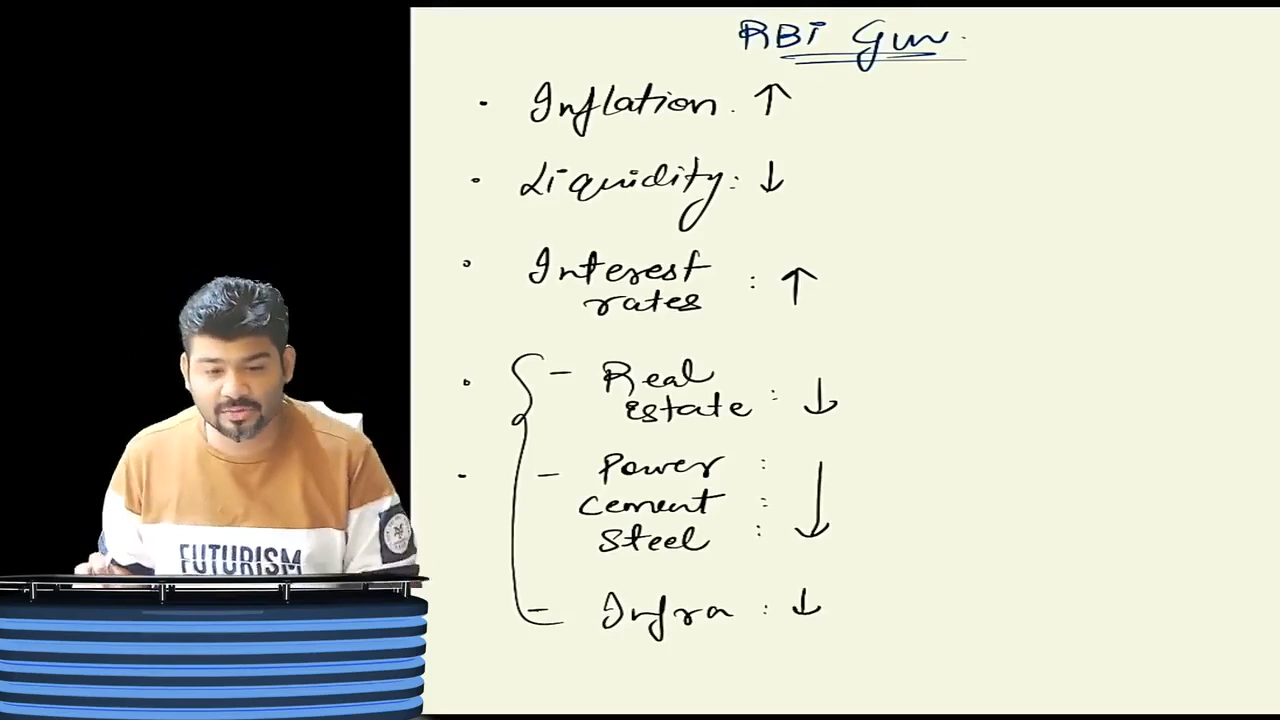 RBI Guv.
• Inflation. ↑
• Liquidity: ↓
• Interest
rates : ↑
• – Real
Estate : ↓
• – Power :
Cement :
Steel : ↓
– Infra : ↓
FUTURISM